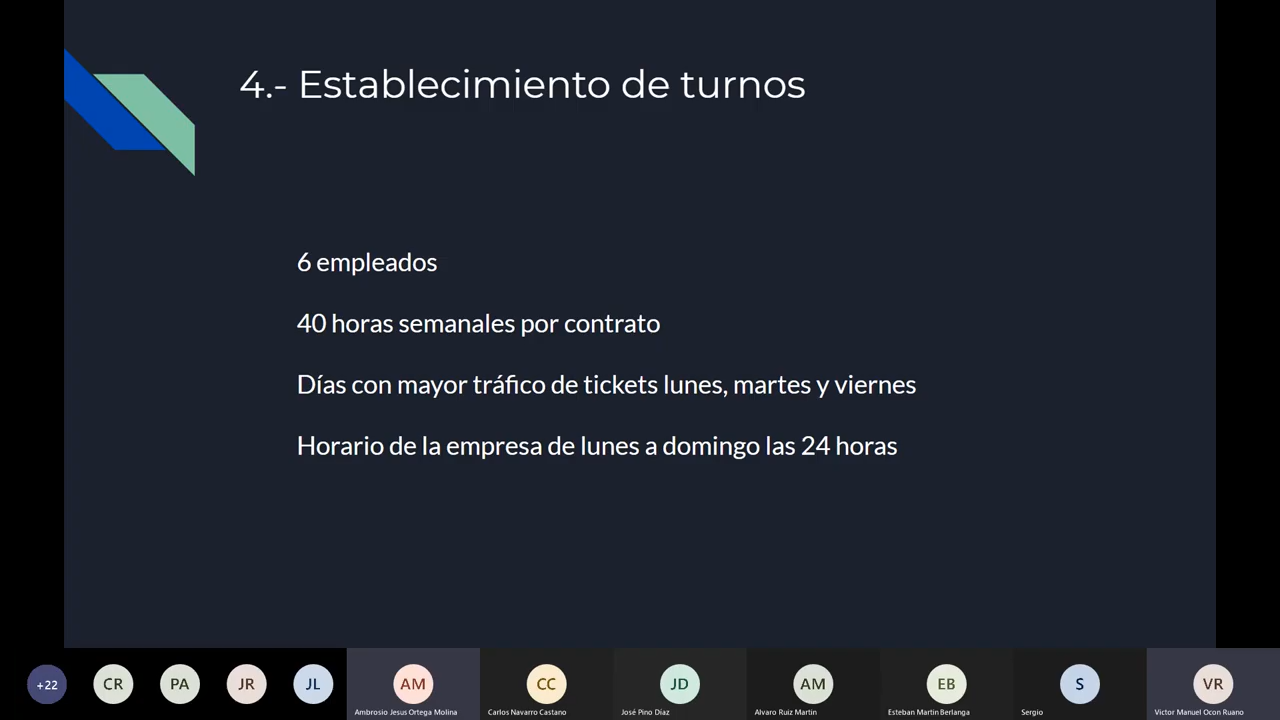 4.- Establecimiento de turnos
6 empleados
40 horas semanales por contrato
Días con mayor tráfico de tickets lunes, martes y viernes
Horario de la empresa de lunes a domingo las 24 horas
+22
CR
PA
JR
JL
AM
CC
JD
AM
EB
S
VR
Ambrosio Jesus Ortega Molina
Carlos Navarro Castano
José Pino Díaz
Alvaro Ruiz Martin
Esteban Martin Berlanga
Sergio
Victor Manuel Ocon Ruano